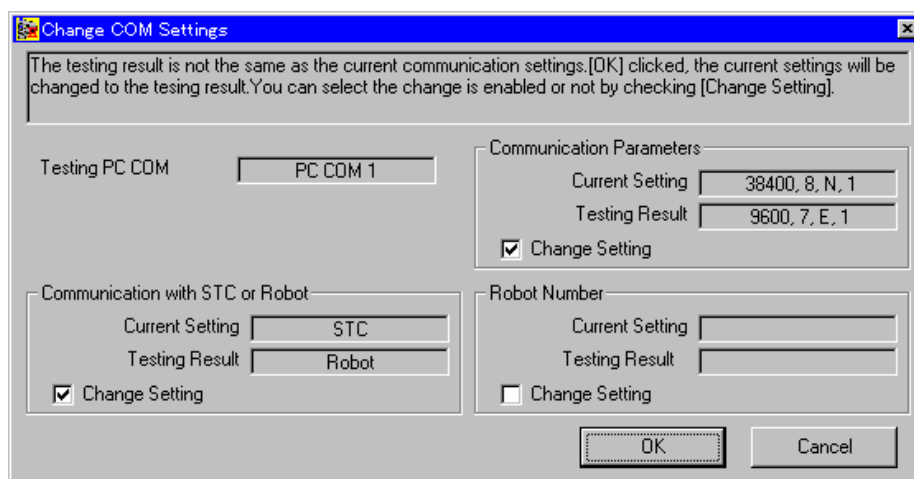 Change COM Settings
The testing result is not the same as the current communication settings.[OK] clicked, the current settings will be
changed to the tesing result.You can select the change is enabled or not by checking [Change Setting].
Testing PC COM PC COM 1
Communication Parameters
Current Setting 38400, 8, N, 1
Testing Result 9600, 7, E, 1
Change Setting
Communication with STC or Robot
Current Setting STC
Testing Result Robot
Change Setting
Robot Number
Current Setting
Testing Result
Change Setting
OK Cancel